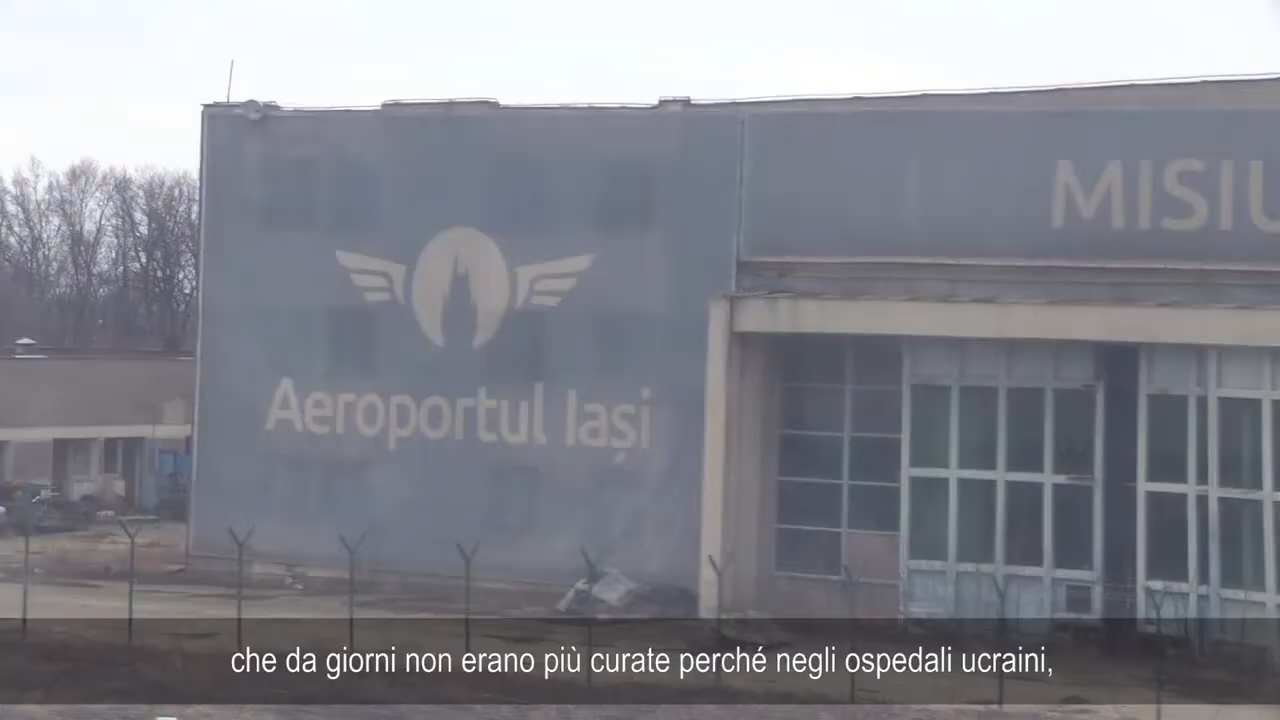 MISIU
Aeroportul Iași
che da giorni non erano più curate perché negli ospedali ucraini,